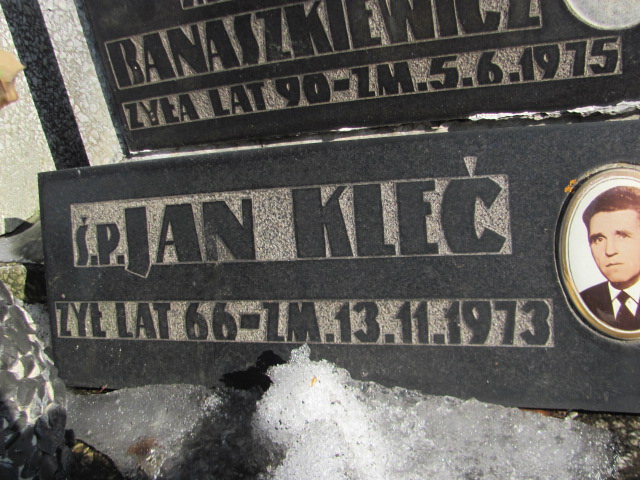 BANASZKIEWICZ
ŻYŁA LAT 90-ZM.5.6.1975
Ś.P. JAN KLEĆ
ŻYŁ LAT 66-ZM.13.11.1973